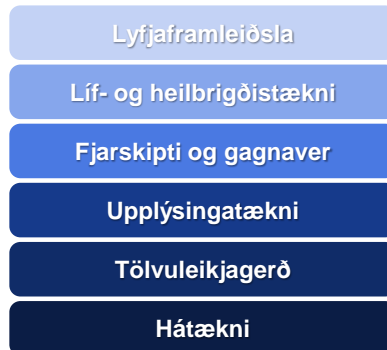 Lyfjaframleiðsla
Líf- og heilbrigðistækni
Fjarskipti og gagnaver
Upplýsingatækni
Tölvuleikjagerð
Hátækni